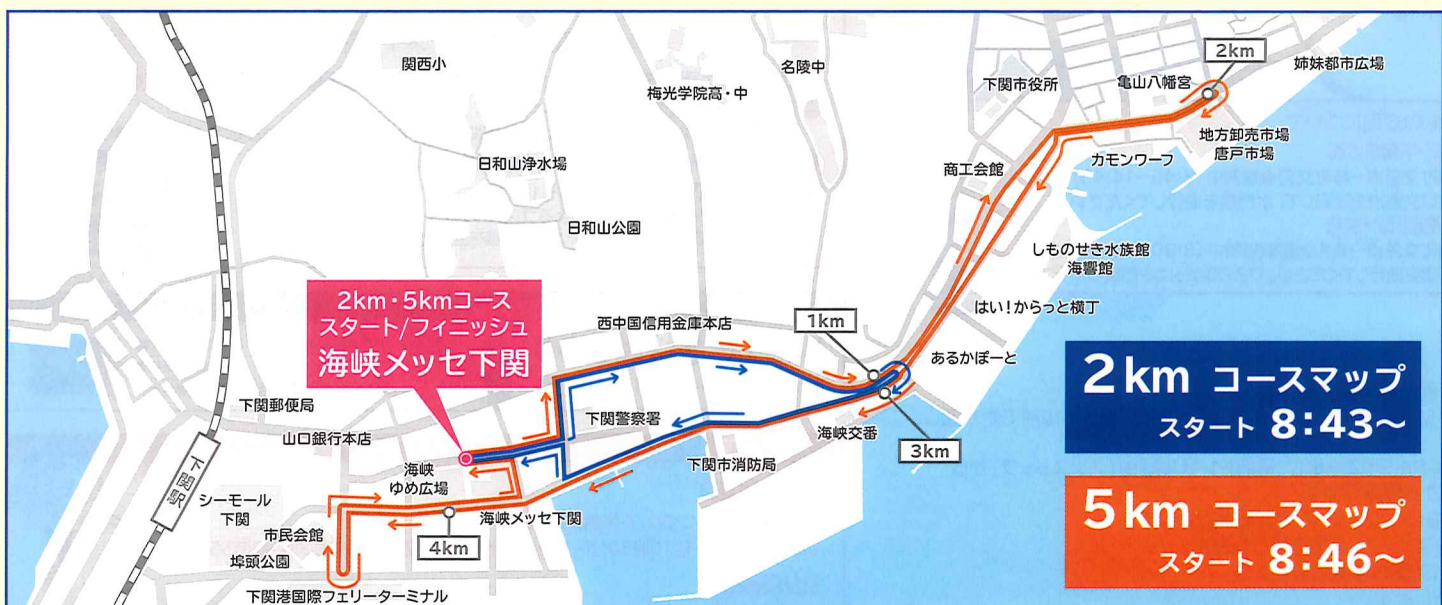 関西小
梅光学院高・中
名陵中
下関市役所
亀山八幡宮
2km
姉妹都市広場
地方卸売市場
唐戸市場
カモンワーフ
商工会館
日和山浄水場
日和山公園
しものせき水族館
海響館
はい!からっと横丁
あるかぽーと
1km
西中国信用金庫本店
2km・5kmコース
スタート/フィニッシュ
海峡メッセ下関
下関郵便局
山口銀行本店
下関警察署
海峡交番
3km
下関市消防局
海峡
ゆめ広場
海峡メッセ下関
4km
下関駅
シーモール
下関
市民会館
埠頭公園
下関港国際フェリーターミナル
2km コースマップ
スタート 8:43〜
5km コースマップ
スタート 8:46〜